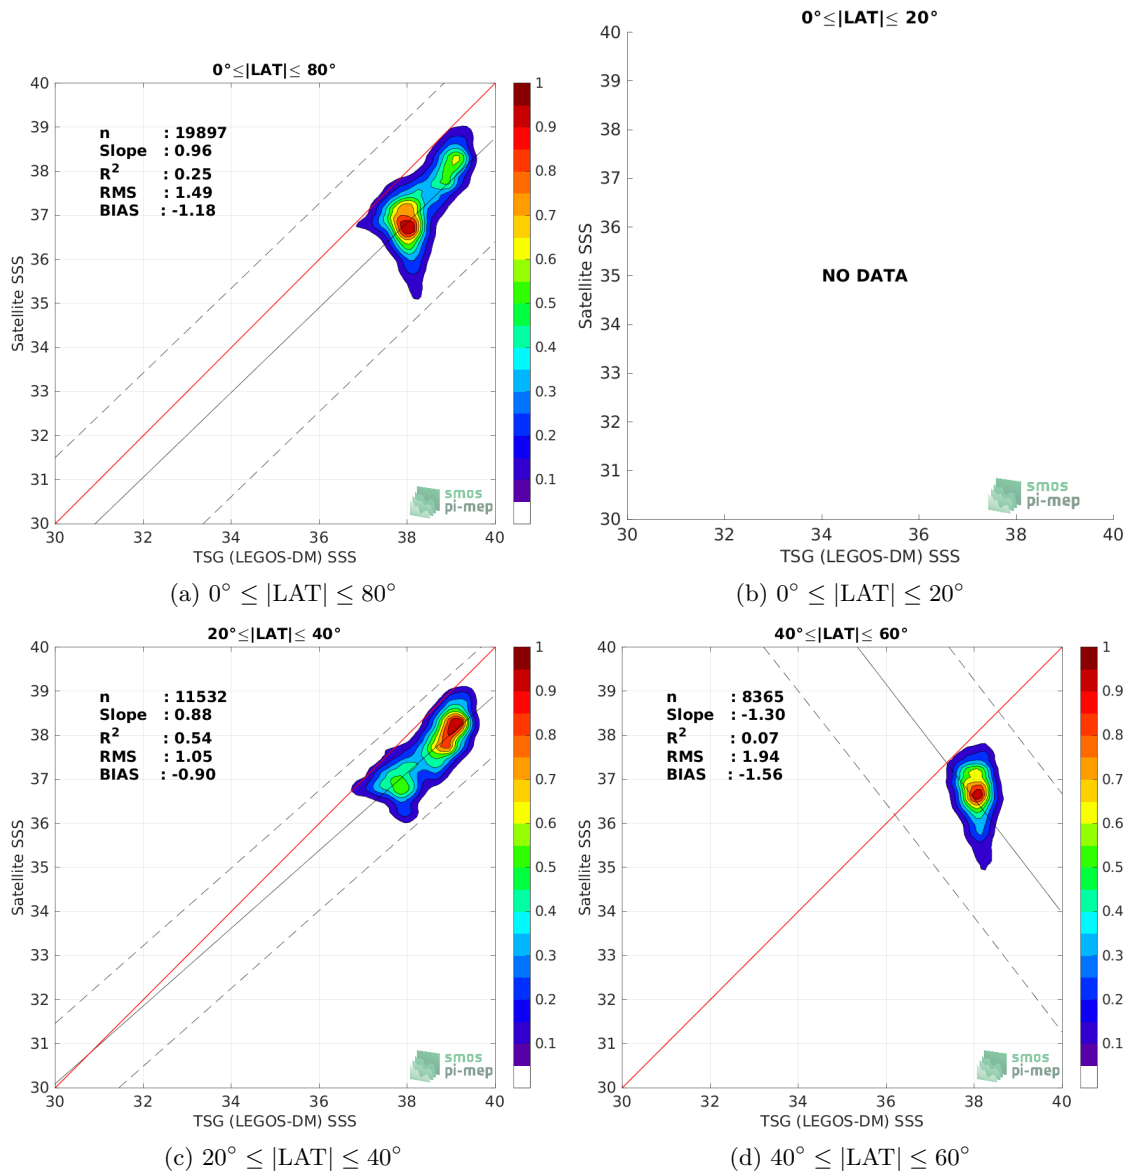 0°≤|LAT|≤ 80°
40
39
38
37
36
35
34
33
32
31
30
Satellite SSS
n : 19897
Slope : 0.96
R² : 0.25
RMS : 1.49
BIAS : -1.18
smos
pi-mep
30 32 34 36 38 40
TSG (LEGOS-DM) SSS
1
0.9
0.8
0.7
0.6
0.5
0.4
0.3
0.2
0.1
(a) 0° ≤ |LAT| ≤ 80°
0°≤|LAT|≤ 20°
40
39
38
37
36
35
34
33
32
31
30
Satellite SSS
NO DATA
smos
pi-mep
30 32 34 36 38 40
TSG (LEGOS-DM) SSS
(b) 0° ≤ |LAT| ≤ 20°
20°≤|LAT|≤ 40°
40
39
38
37
36
35
34
33
32
31
30
Satellite SSS
n : 11532
Slope : 0.88
R² : 0.54
RMS : 1.05
BIAS : -0.90
smos
pi-mep
30 32 34 36 38 40
TSG (LEGOS-DM) SSS
1
0.9
0.8
0.7
0.6
0.5
0.4
0.3
0.2
0.1
(c) 20° ≤ |LAT| ≤ 40°
40°≤|LAT|≤ 60°
40
39
38
37
36
35
34
33
32
31
30
Satellite SSS
n : 8365
Slope : -1.30
R² : 0.07
RMS : 1.94
BIAS : -1.56
smos
pi-mep
30 32 34 36 38 40
TSG (LEGOS-DM) SSS
1
0.9
0.8
0.7
0.6
0.5
0.4
0.3
0.2
0.1
(d) 40° ≤ |LAT| ≤ 60°